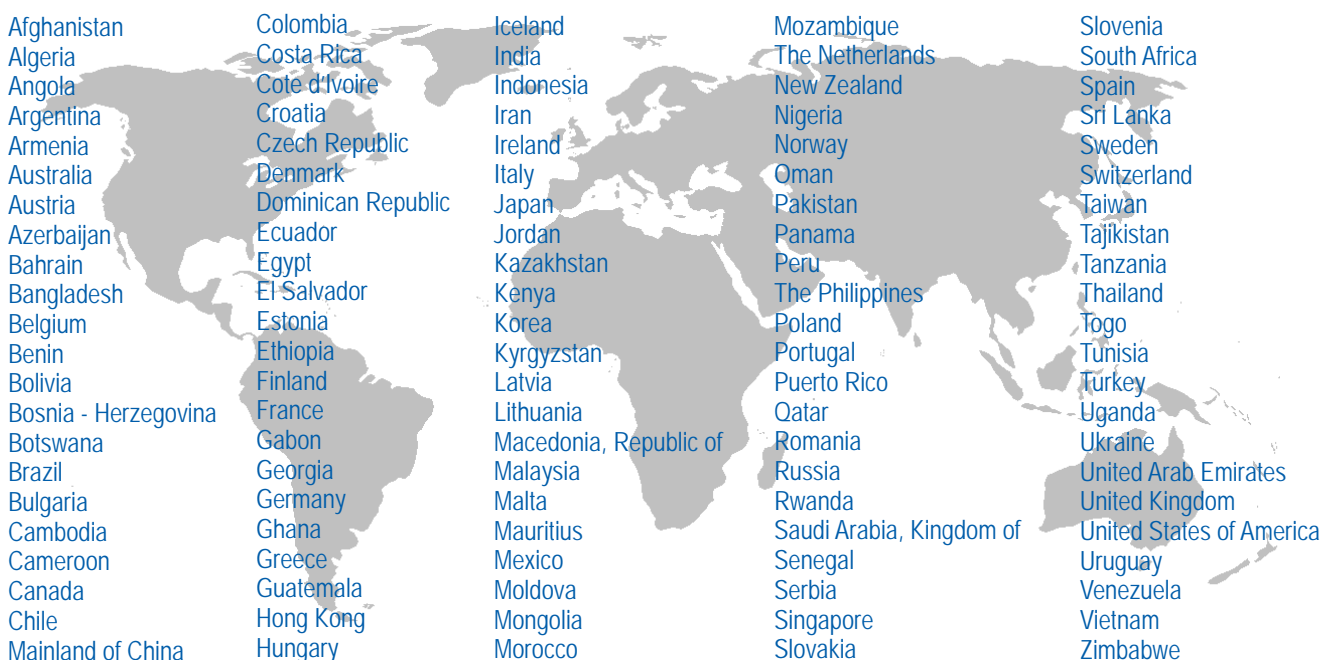 Afghanistan
Algeria
Angola
Argentina
Armenia
Australia
Austria
Azerbaijan
Bahrain
Bangladesh
Belgium
Benin
Bolivia
Bosnia - Herzegovina
Botswana
Brazil
Bulgaria
Cambodia
Cameroon
Canada
Chile
Mainland of China
Colombia
Costa Rica
Cote d'Ivoire
Croatia
Czech Republic
Denmark
Dominican Republic
Ecuador
Egypt
El Salvador
Estonia
Ethiopia
Finland
France
Gabon
Georgia
Germany
Ghana
Greece
Guatemala
Hong Kong
Hungary
Iceland
India
Indonesia
Iran
Ireland
Italy
Japan
Jordan
Kazakhstan
Kenya
Korea
Kyrgyzstan
Latvia
Lithuania
Macedonia, Republic of
Malaysia
Malta
Mauritius
Mexico
Moldova
Mongolia
Morocco
Mozambique
The Netherlands
New Zealand
Nigeria
Norway
Oman
Pakistan
Panama
Peru
The Philippines
Poland
Portugal
Puerto Rico
Qatar
Romania
Russia
Rwanda
Saudi Arabia, Kingdom of
Senegal
Serbia
Singapore
Slovakia
Slovenia
South Africa
Spain
Sri Lanka
Sweden
Switzerland
Taiwan
Tajikistan
Tanzania
Thailand
Togo
Tunisia
Turkey
Uganda
Ukraine
United Arab Emirates
United Kingdom
United States of America
Uruguay
Venezuela
Vietnam
Zimbabwe